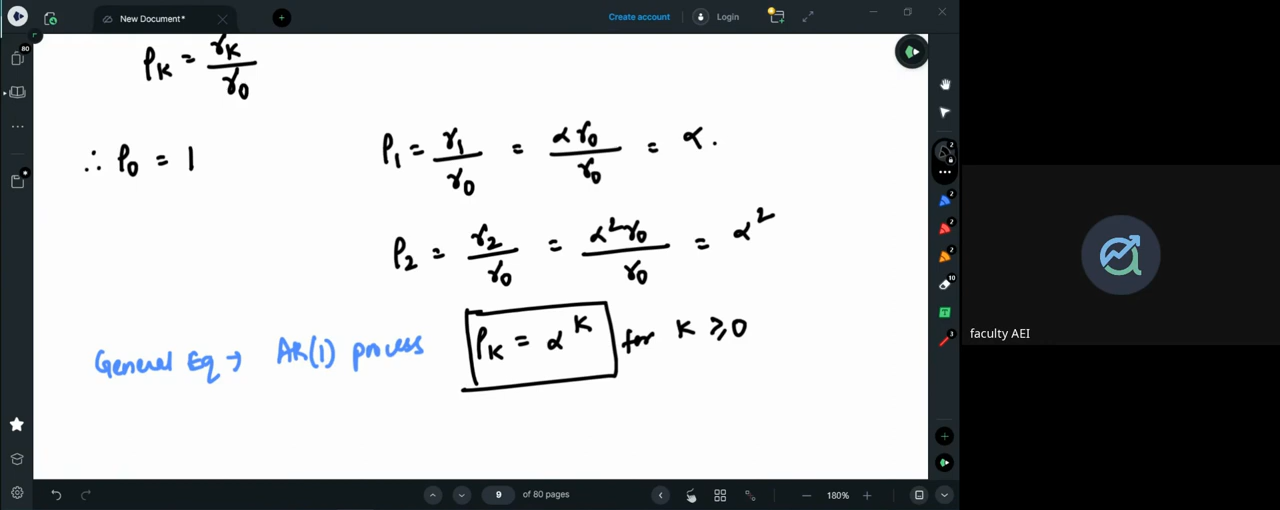 New Document*
Create account
Login
80
ρK = γK / γ0
∴ ρ0 = 1
ρ1 = γ1 / γ0 = αγ0 / γ0 = α.
ρ2 = γ2 / γ0 = α²γ0 / γ0 = α²
General Eq → AR(1) process ρK = α^K for K ≥ 0
faculty AEI
9 of 80 pages
180%